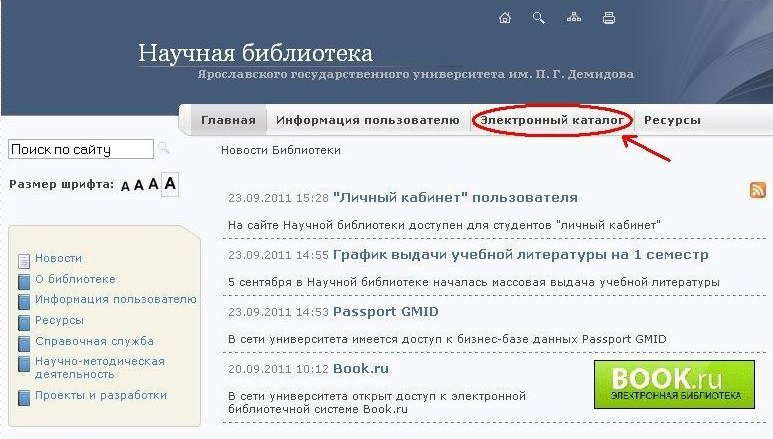 Научная библиотека
Ярославского государственного университета им. П. Г. Демидова
Главная Информация пользователю Электронный каталог Ресурсы
Поиск по сайту
Размер шрифта: A A A A
Новости
О библиотеке
Информация пользователю
Ресурсы
Справочная служба
Научно-методическая
деятельность
Проекты и разработки
Новости Библиотеки
23.09.2011 15:28 "Личный кабинет" пользователя
На сайте Научной библиотеки доступен для студентов "личный кабинет"
23.09.2011 14:55 График выдачи учебной литературы на 1 семестр
5 сентября в Научной библиотеке началась массовая выдача учебной литературы
23.09.2011 14:53 Passport GMID
В сети университета имеется доступ к бизнес-базе данных Passport GMID
20.09.2011 10:12 Book.ru
В сети университета открыт доступ к электронной
библиотечной системе Book.ru
BOOK.ru
ЭЛЕКТРОННАЯ БИБЛИОТЕКА